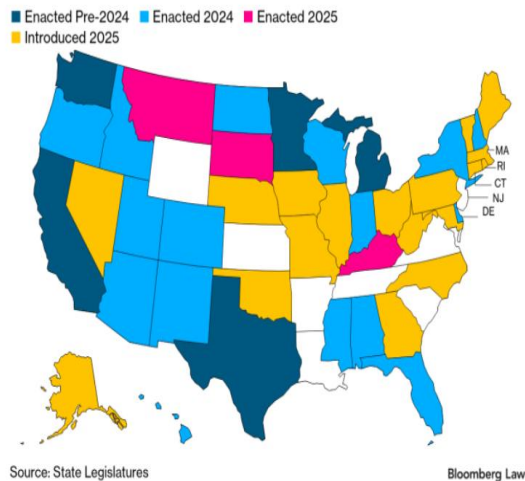 Enacted Pre-2024 Enacted 2024 Enacted 2025
Introduced 2025
MA
RI
CT
NJ
DE
Source: State Legislatures Bloomberg Law